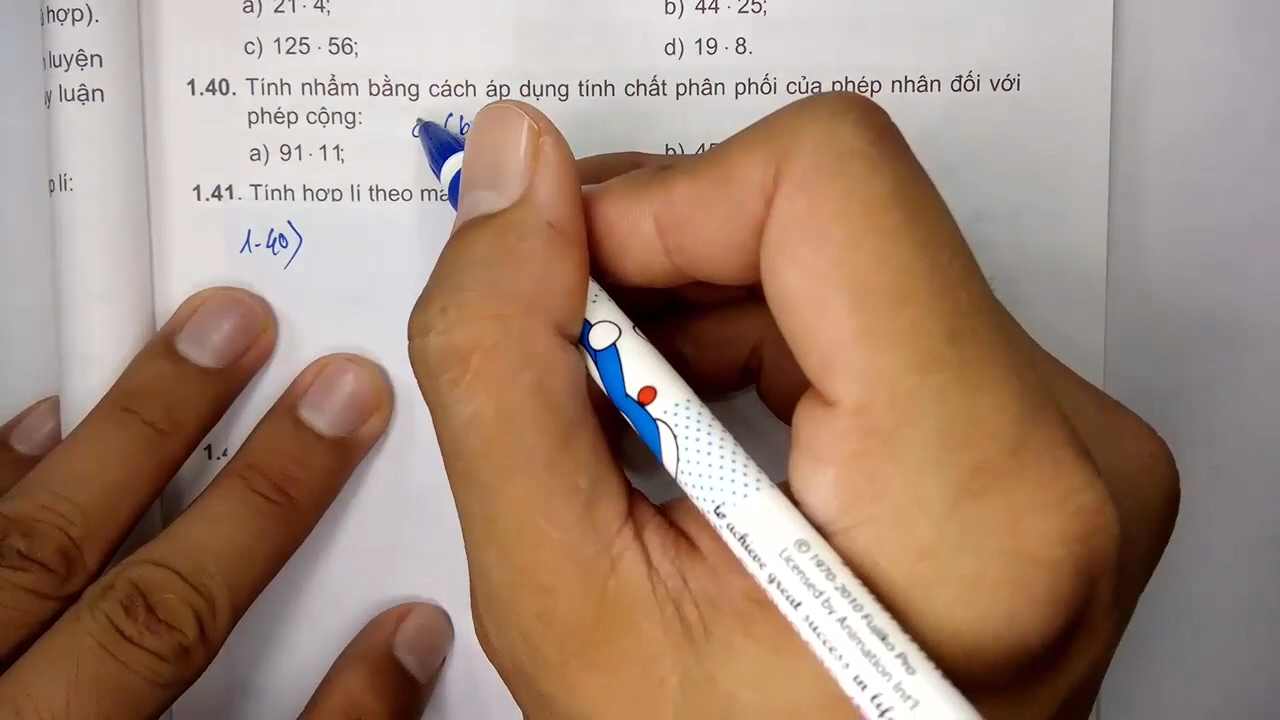 hợp).
a) 21 · 4;
b) 44 · 25;
luyện
c) 125 · 56;
d) 19 · 8.
1.40. Tính nhẩm bằng cách áp dụng tính chất phân phối của phép nhân đối với
luận
phép cộng:
(b
a) 91 · 11;
b)
lí:
1.41. Tính hợp lí theo
1.40)
to achieve great success in
© 1970-2010 Fujiko Pro
Licensed by Animation Int'l